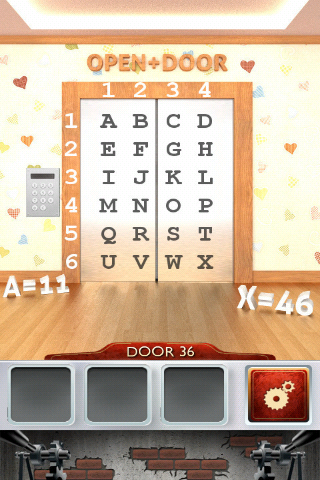 OPEN+DOOR
1 2 3 4
1 A B C D
2 E F G H
3 I J K L
4 M N O P
5 Q R S T
6 U V W X
A=11
X=46
DOOR 36